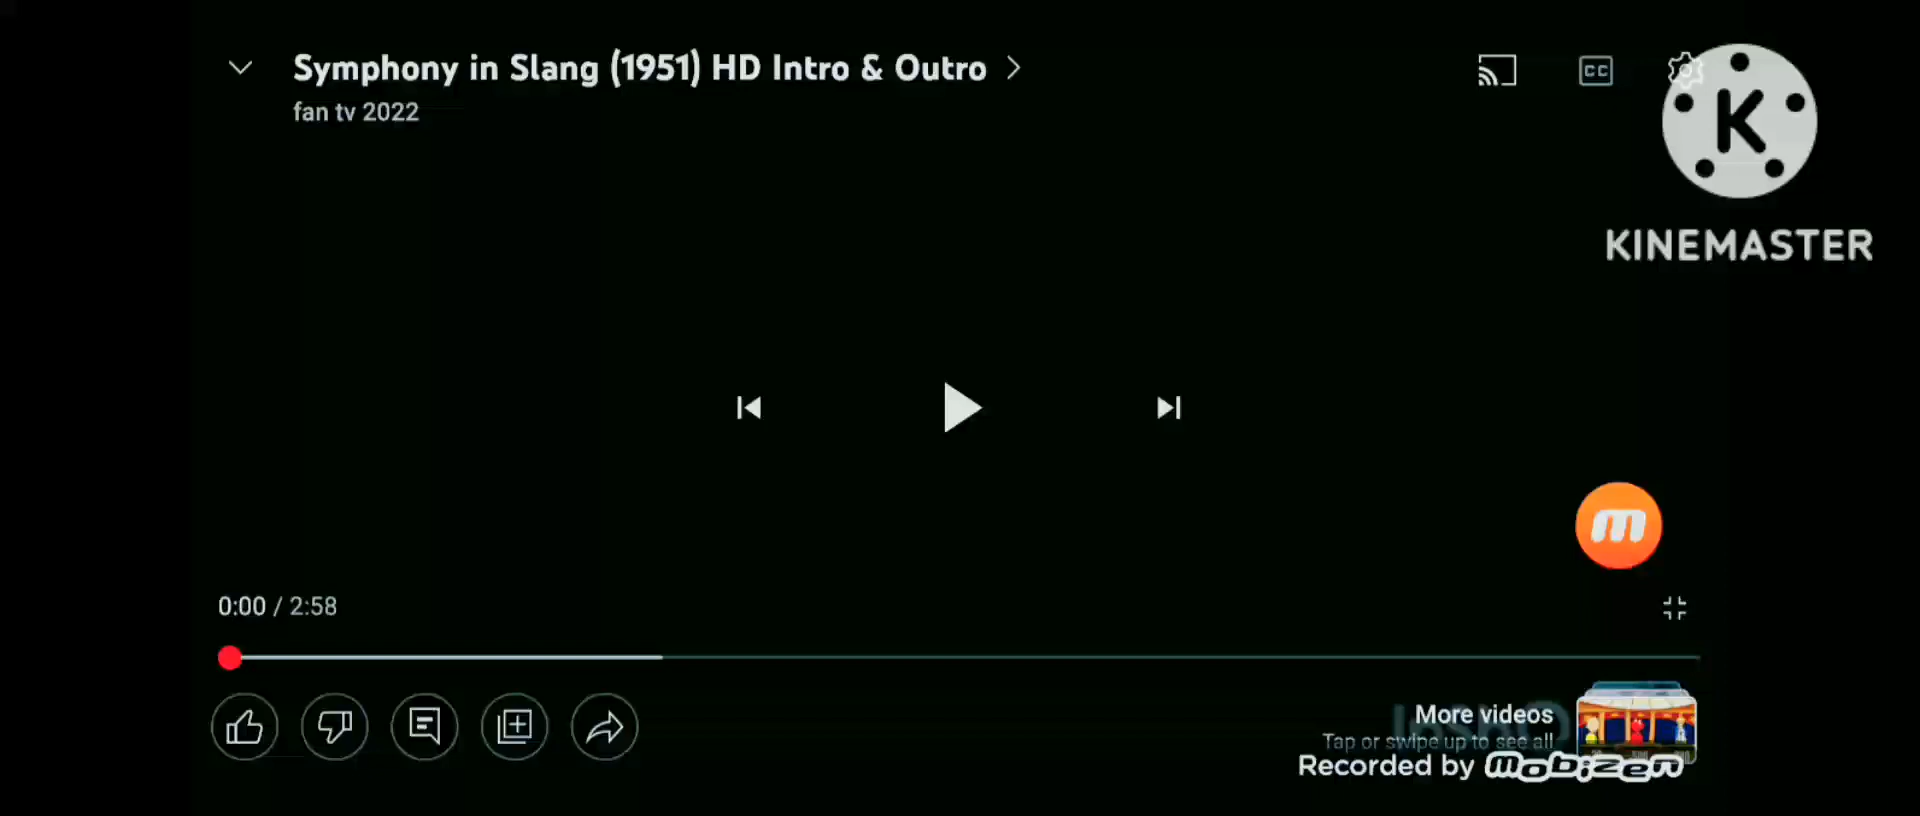 Symphony in Slang (1951) HD Intro & Outro
fan tv 2022
CC
K
KINEMASTER
m
0:00 / 2:58
More videos
Tap or swipe up to see all
Recorded by mobizen